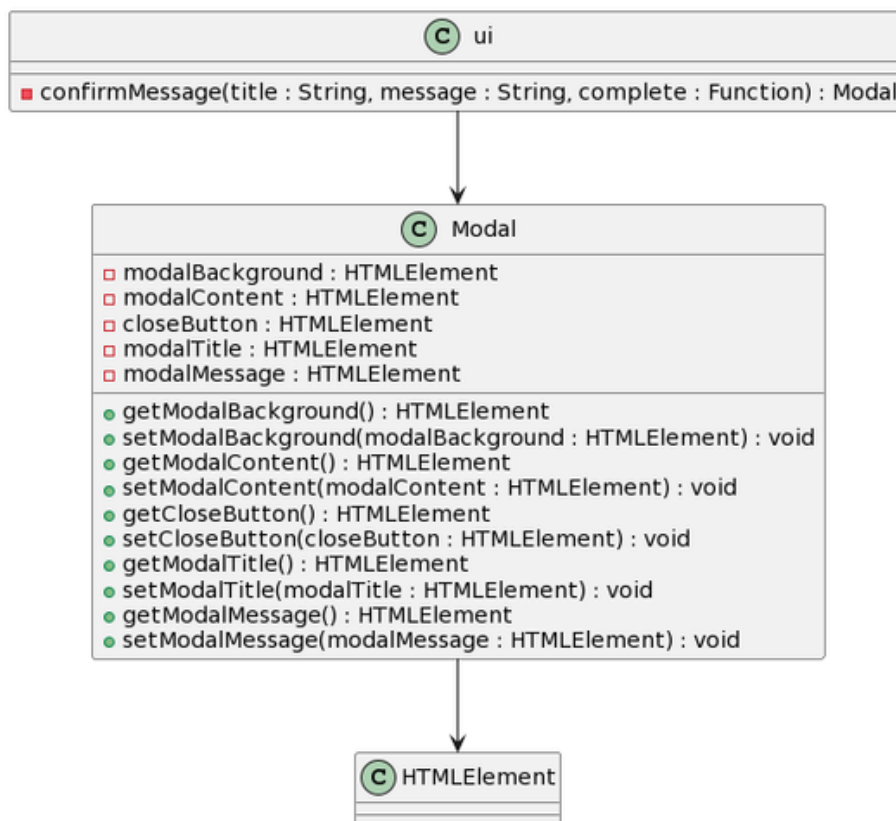 C ui
confirmMessage(title : String, message : String, complete : Function) : Modal
C Modal
modalBackground : HTMLElement
modalContent : HTMLElement
closeButton : HTMLElement
modalTitle : HTMLElement
modalMessage : HTMLElement
getModalBackground() : HTMLElement
setModalBackground(modalBackground : HTMLElement) : void
getModalContent() : HTMLElement
setModalContent(modalContent : HTMLElement) : void
getCloseButton() : HTMLElement
setCloseButton(closeButton : HTMLElement) : void
getModalTitle() : HTMLElement
setModalTitle(modalTitle : HTMLElement) : void
getModalMessage() : HTMLElement
setModalMessage(modalMessage : HTMLElement) : void
C HTMLElement